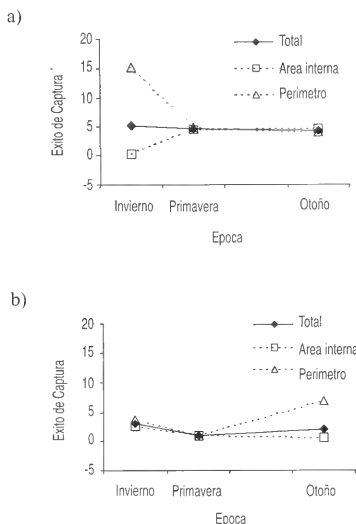 a)
20
15
10
5
0
-5
Exito de Captura
Total
Area interna
Perimetro
Invierno Primavera Otoño
Epoca
b)
20
15
10
5
0
-5
Exito de Captura
Total
Area interna
Perimetro
Invierno Primavera Otoño
Epoca